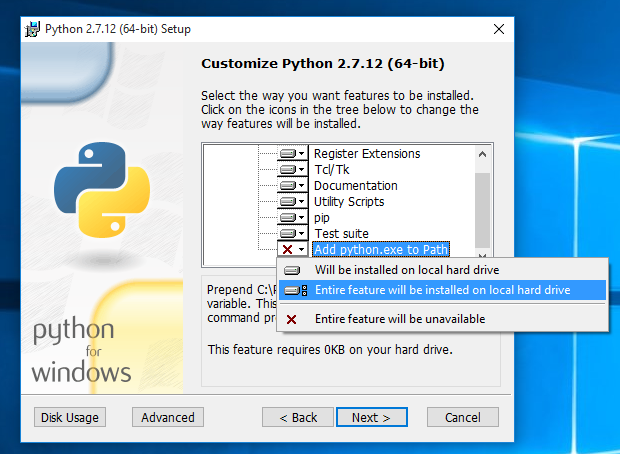 Python 2.7.12 (64-bit) Setup
Customize Python 2.7.12 (64-bit)
Select the way you want features to be installed.
Click on the icons in the tree below to change the
way features will be installed.
Register Extensions
Tcl/Tk
Documentation
Utility Scripts
pip
Test suite
Add python.exe to Path
Will be installed on local hard drive
Entire feature will be installed on local hard drive
Entire feature will be unavailable
Prepend
variable. This
command
This feature requires 0KB on your hard drive.
python
for
windows
Disk Usage
Advanced
< Back
Next >
Cancel